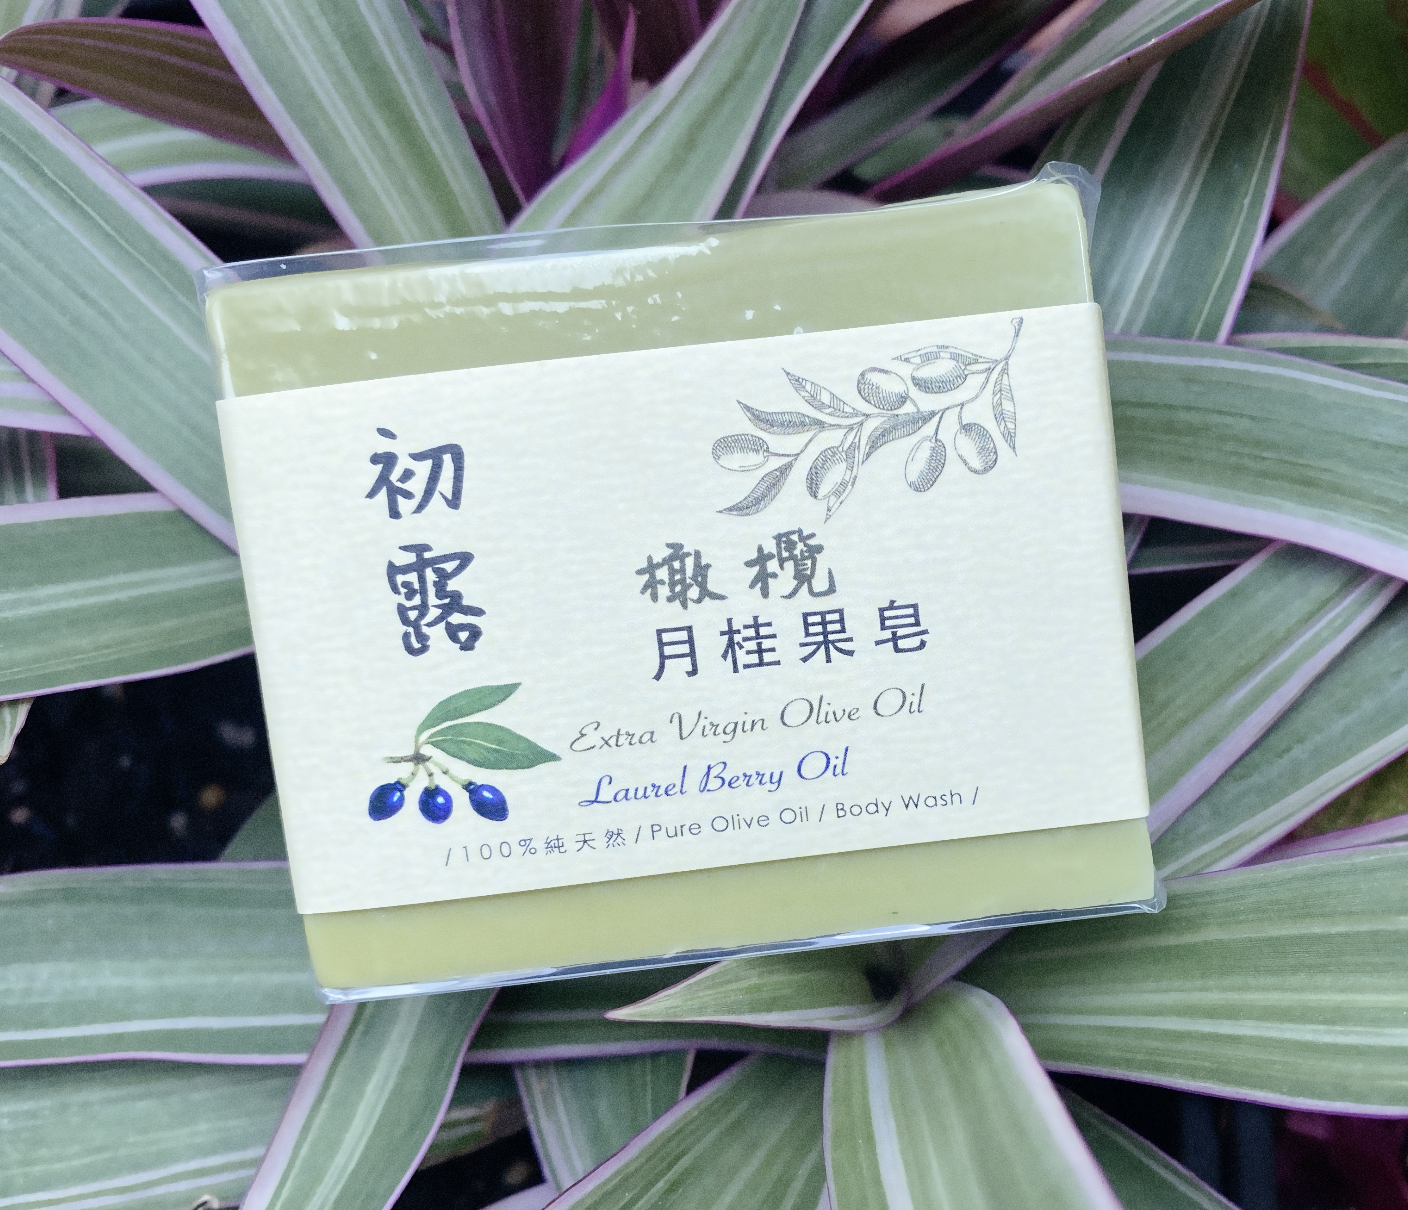 初露
橄欖
月桂果皂
Extra Virgin Olive Oil
Laurel Berry Oil
/100%純天然/Pure Olive Oil / Body Wash /